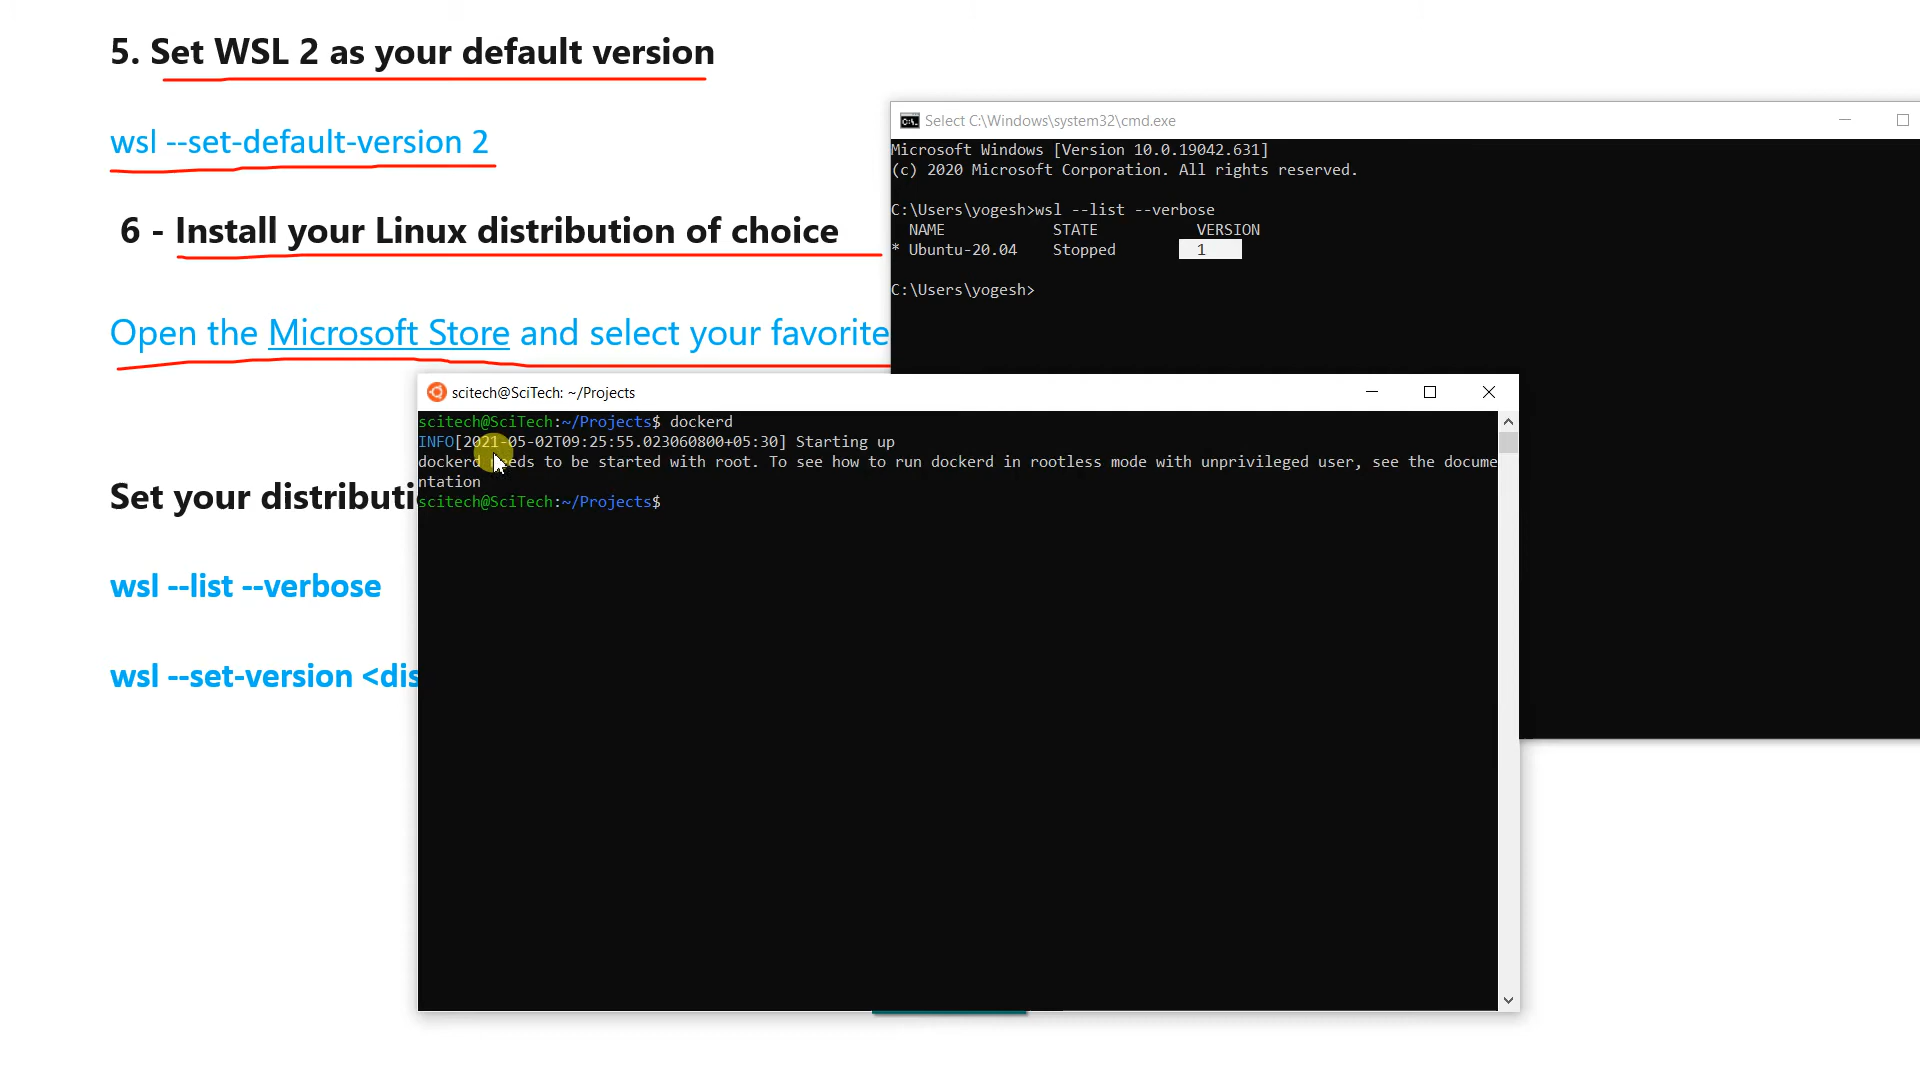 5. Set WSL 2 as your default version
wsl --set-default-version 2
6 - Install your Linux distribution of choice
Open the Microsoft Store and select your favorite
Set your distributi
wsl --list --verbose
wsl --set-version <dis
Select C:\Windows\system32\cmd.exe
Microsoft Windows [Version 10.0.19042.631]
(c) 2020 Microsoft Corporation. All rights reserved.
C:\Users\yogesh>wsl --list --verbose
NAME STATE VERSION
* Ubuntu-20.04 Stopped 1
C:\Users\yogesh>
scitech@SciTech: ~/Projects
scitech@SciTech:~/Projects$ dockerd
INFO[2021-05-02T09:25:55.023060800+05:30] Starting up
dockerd needs to be started with root. To see how to run dockerd in rootless mode with unprivileged user, see the docume
ntation
scitech@SciTech:~/Projects$